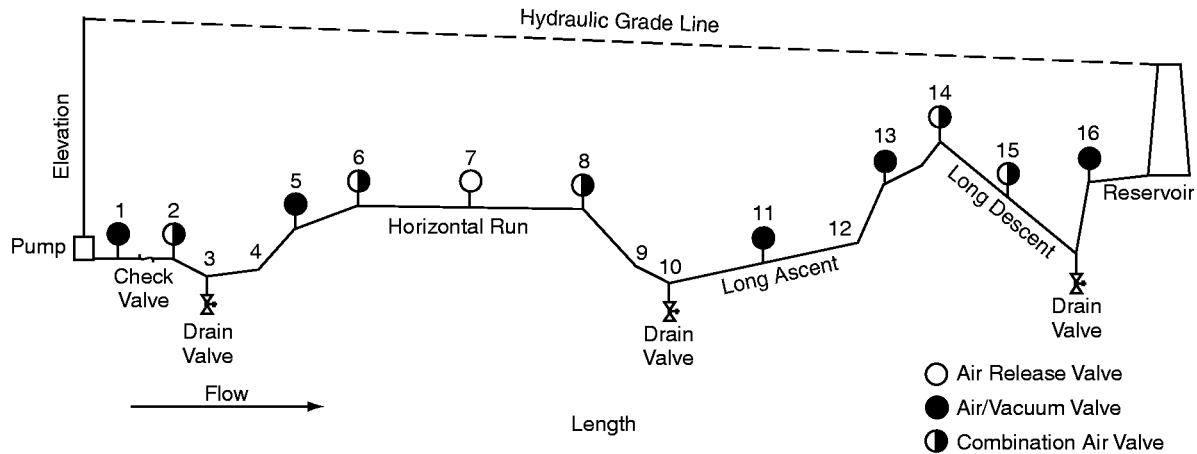 Hydraulic Grade Line
Elevation
Pump
1
2
Check
Valve
3
Drain
Valve
4
5
6
7
Horizontal Run
8
9
10
Drain
Valve
11
Long Ascent
12
13
14
15
Long Descent
16
Reservoir
Drain
Valve
Flow
Length
Air Release Valve
Air/Vacuum Valve
Combination Air Valve